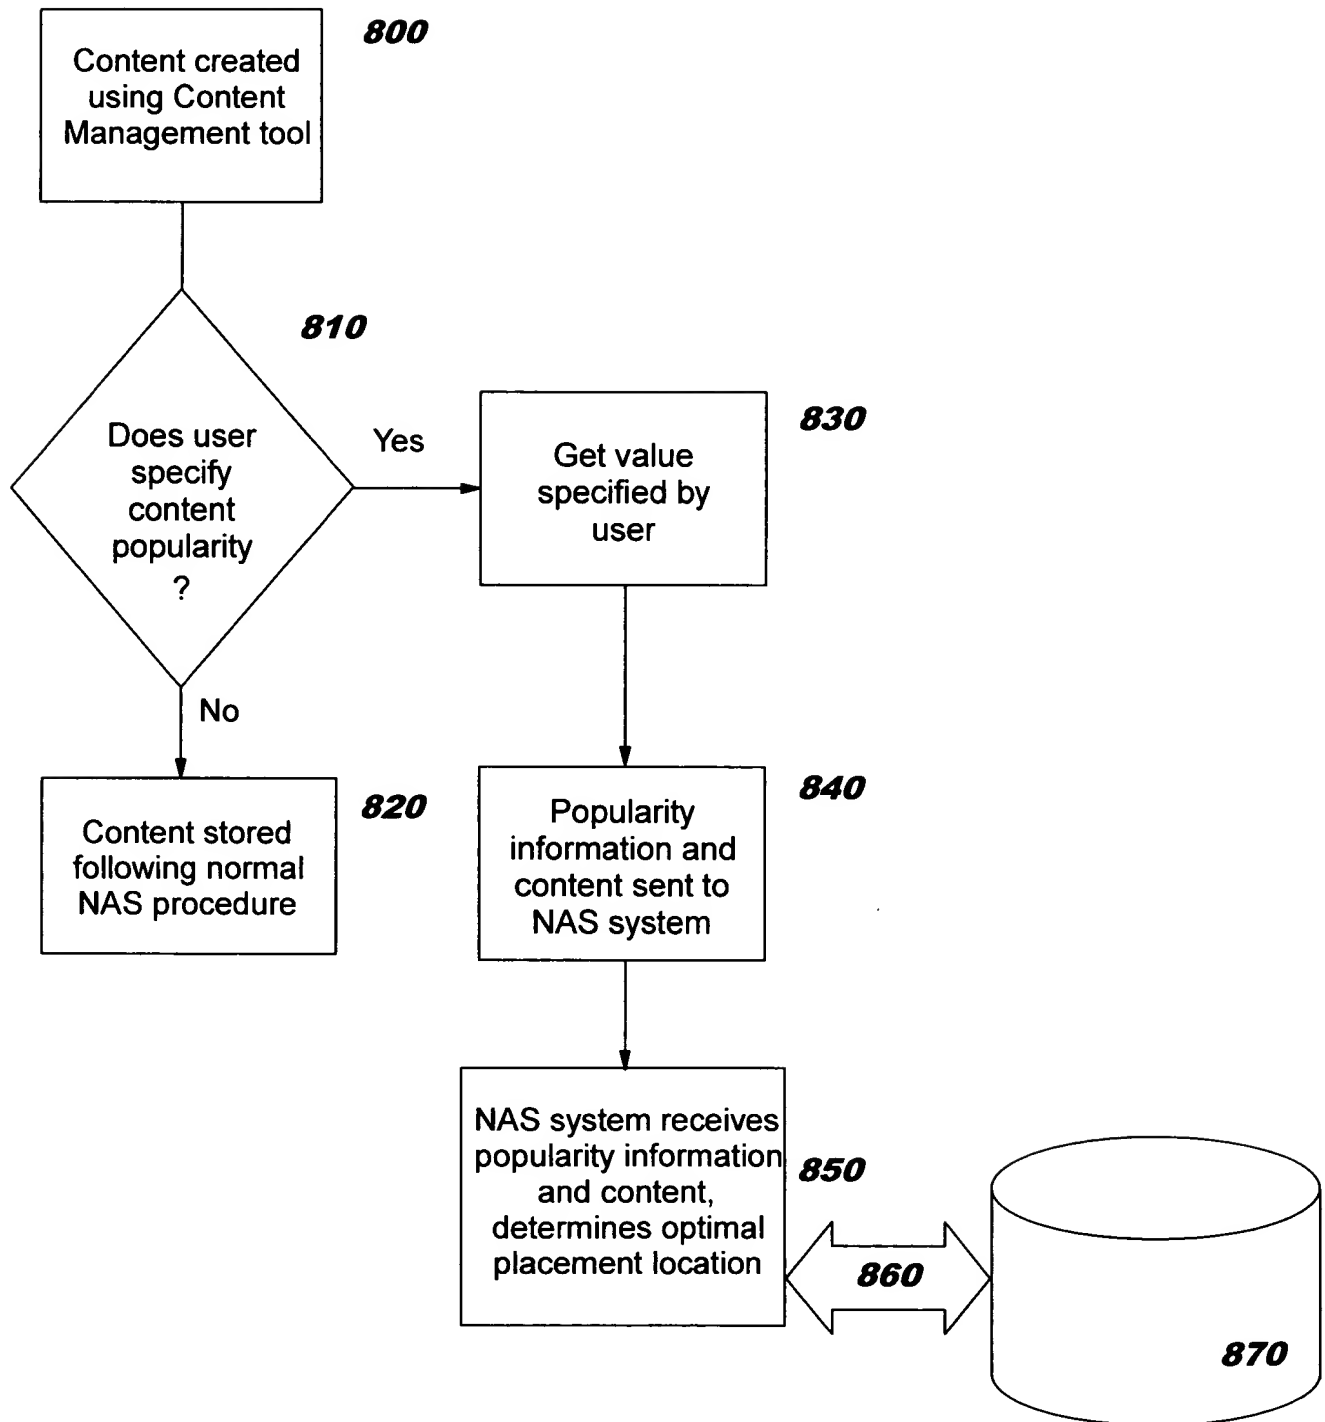 800
Content created
using Content
Management tool
810
Does user
specify
content
popularity
?
Yes
830
Get value
specified by
user
No
820
Content stored
following normal
NAS procedure
840
Popularity
information and
content sent to
NAS system
850
NAS system receives
popularity information
and content,
determines optimal
placement location
860
870